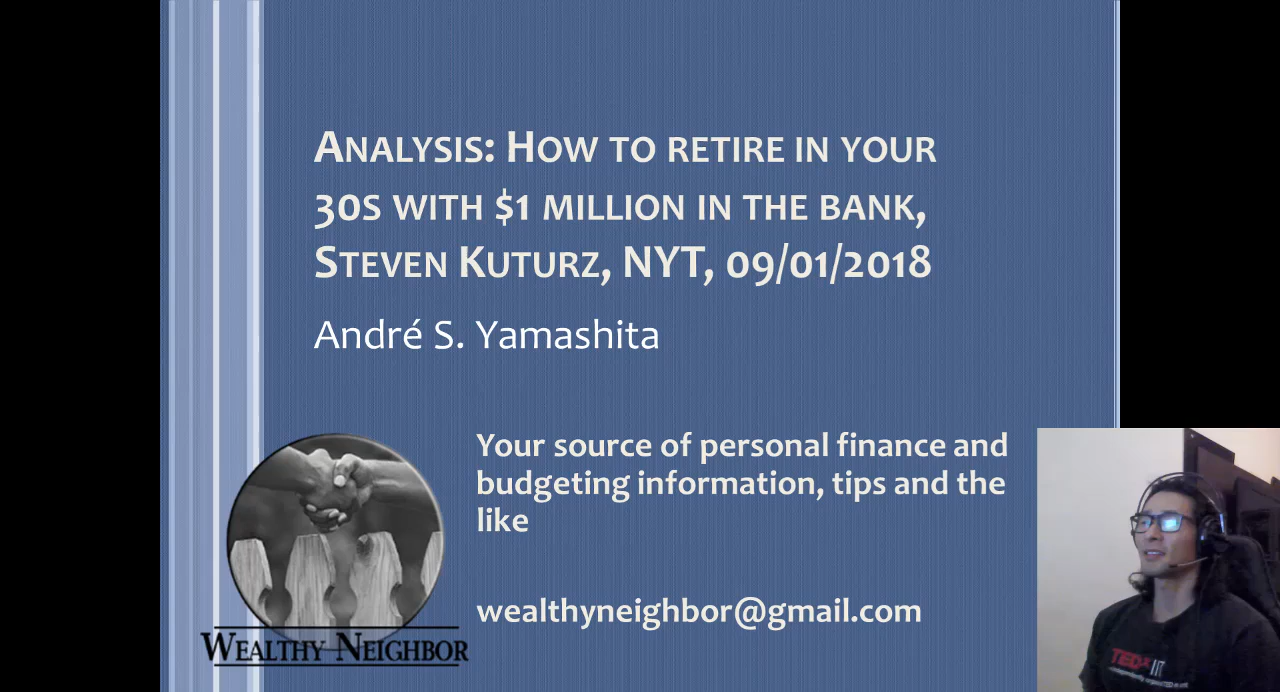 Analysis: How to retire in your
30s with $1 million in the bank,
Steven Kuturz, NYT, 09/01/2018
André S. Yamashita
Your source of personal finance and
budgeting information, tips and the
like
wealthyneighbor@gmail.com
Wealthy Neighbor
TEDx